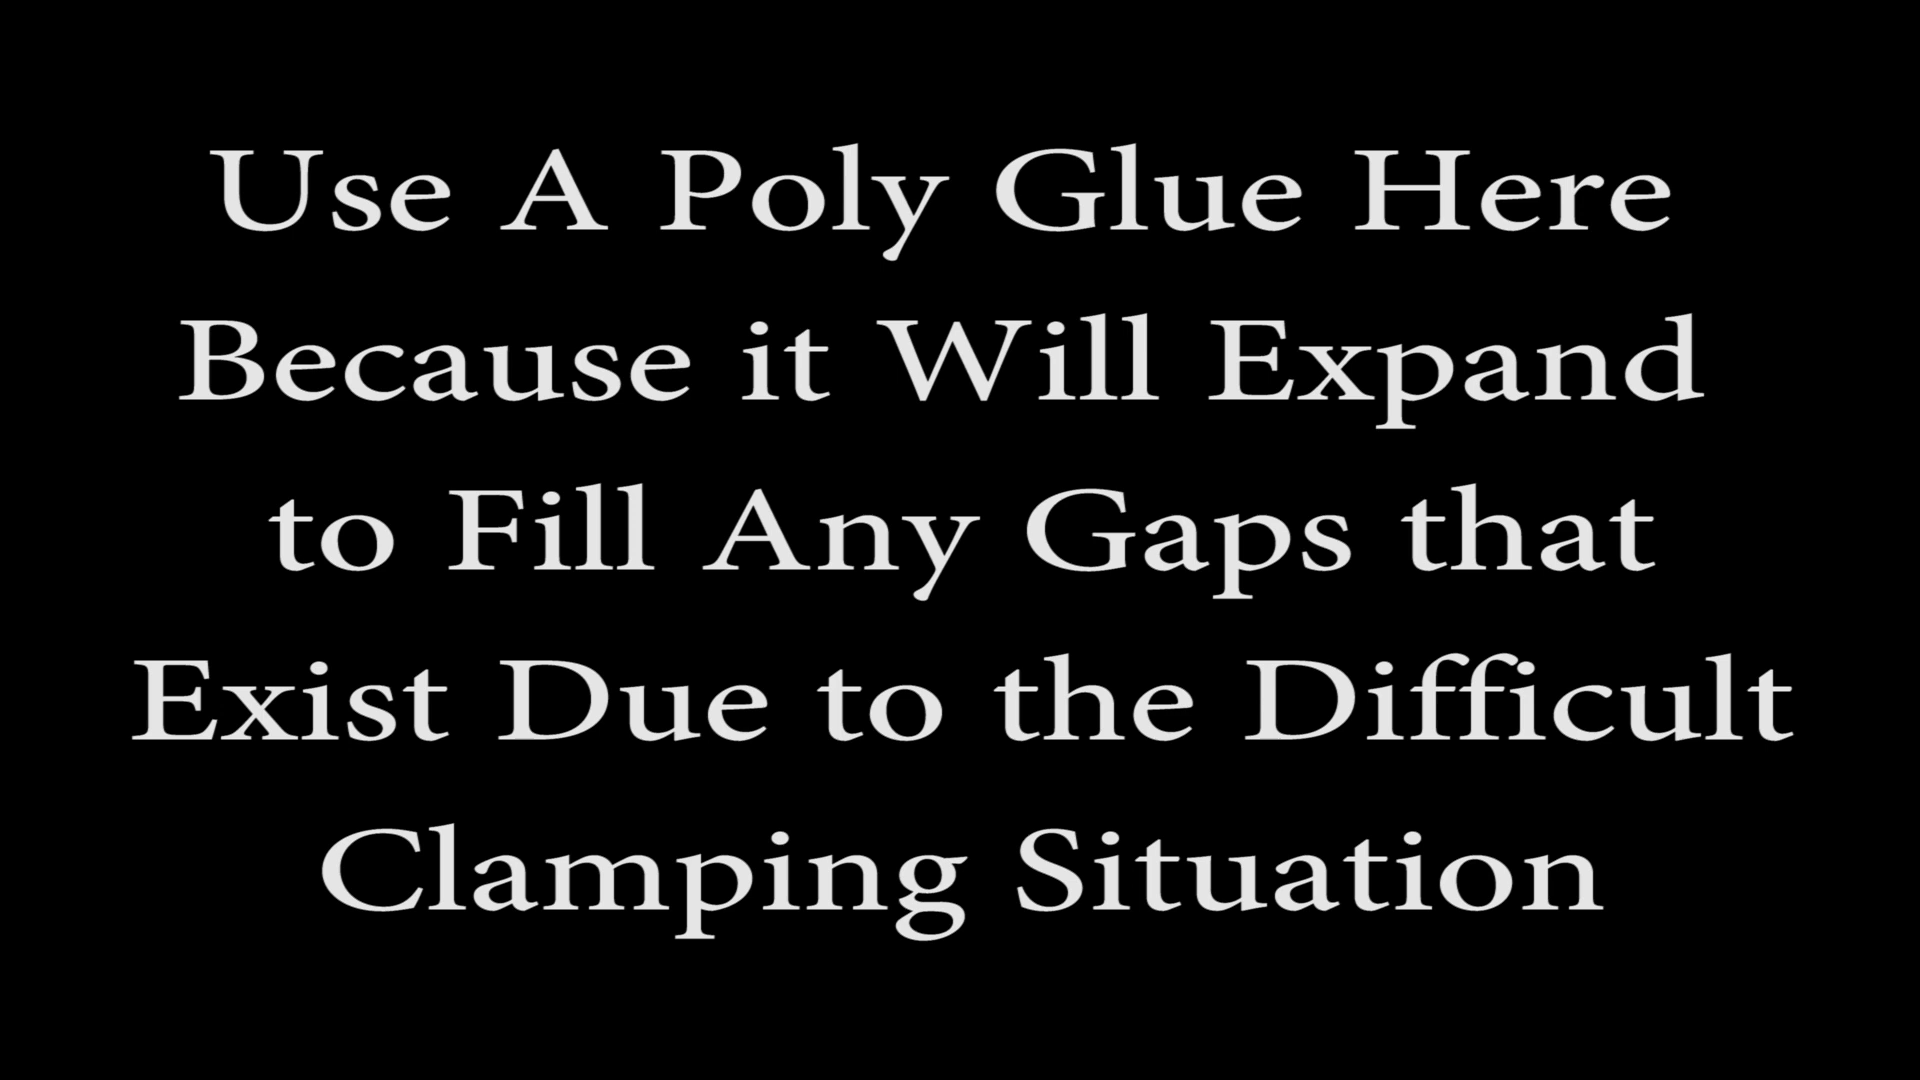 Use A Poly Glue Here
Because it Will Expand
to Fill Any Gaps that
Exist Due to the Difficult
Clamping Situation